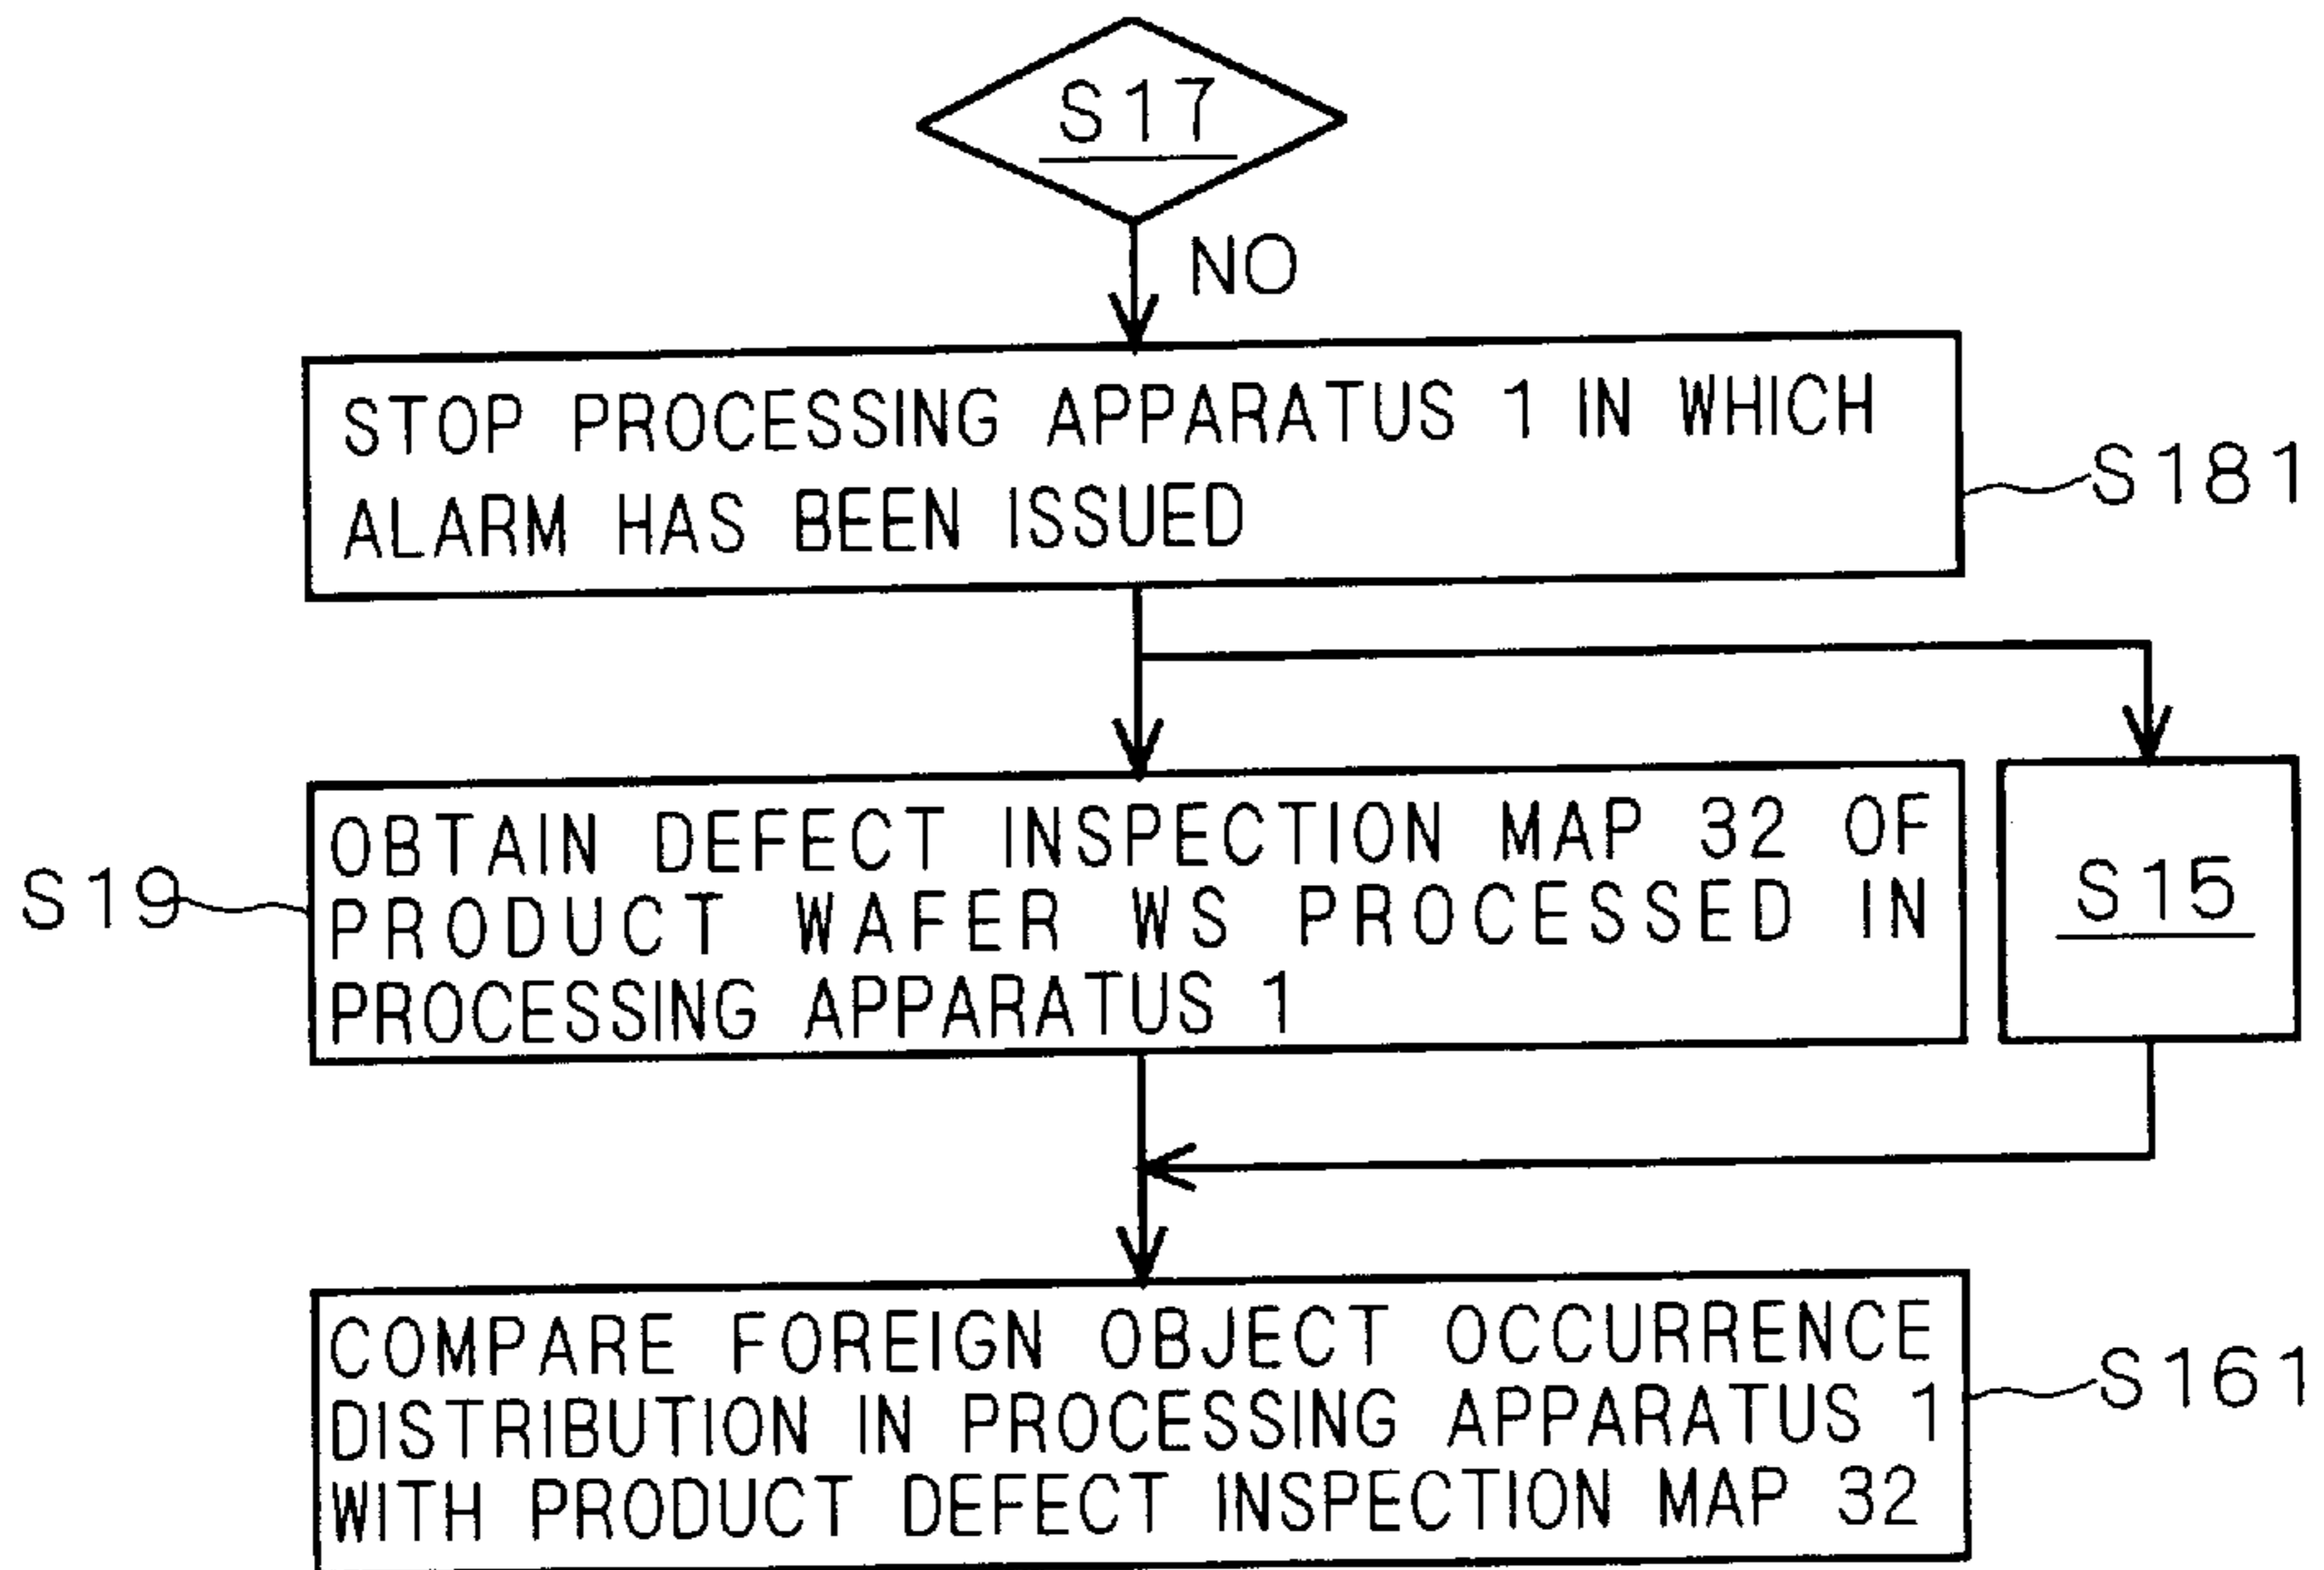 S17
NO
STOP PROCESSING APPARATUS 1 IN WHICH
ALARM HAS BEEN ISSUED
S181
OBTAIN DEFECT INSPECTION MAP 32 OF
PRODUCT WAFER WS PROCESSED IN
PROCESSING APPARATUS 1
S19
S15
COMPARE FOREIGN OBJECT OCCURRENCE
DISTRIBUTION IN PROCESSING APPARATUS 1
WITH PRODUCT DEFECT INSPECTION MAP 32
S161